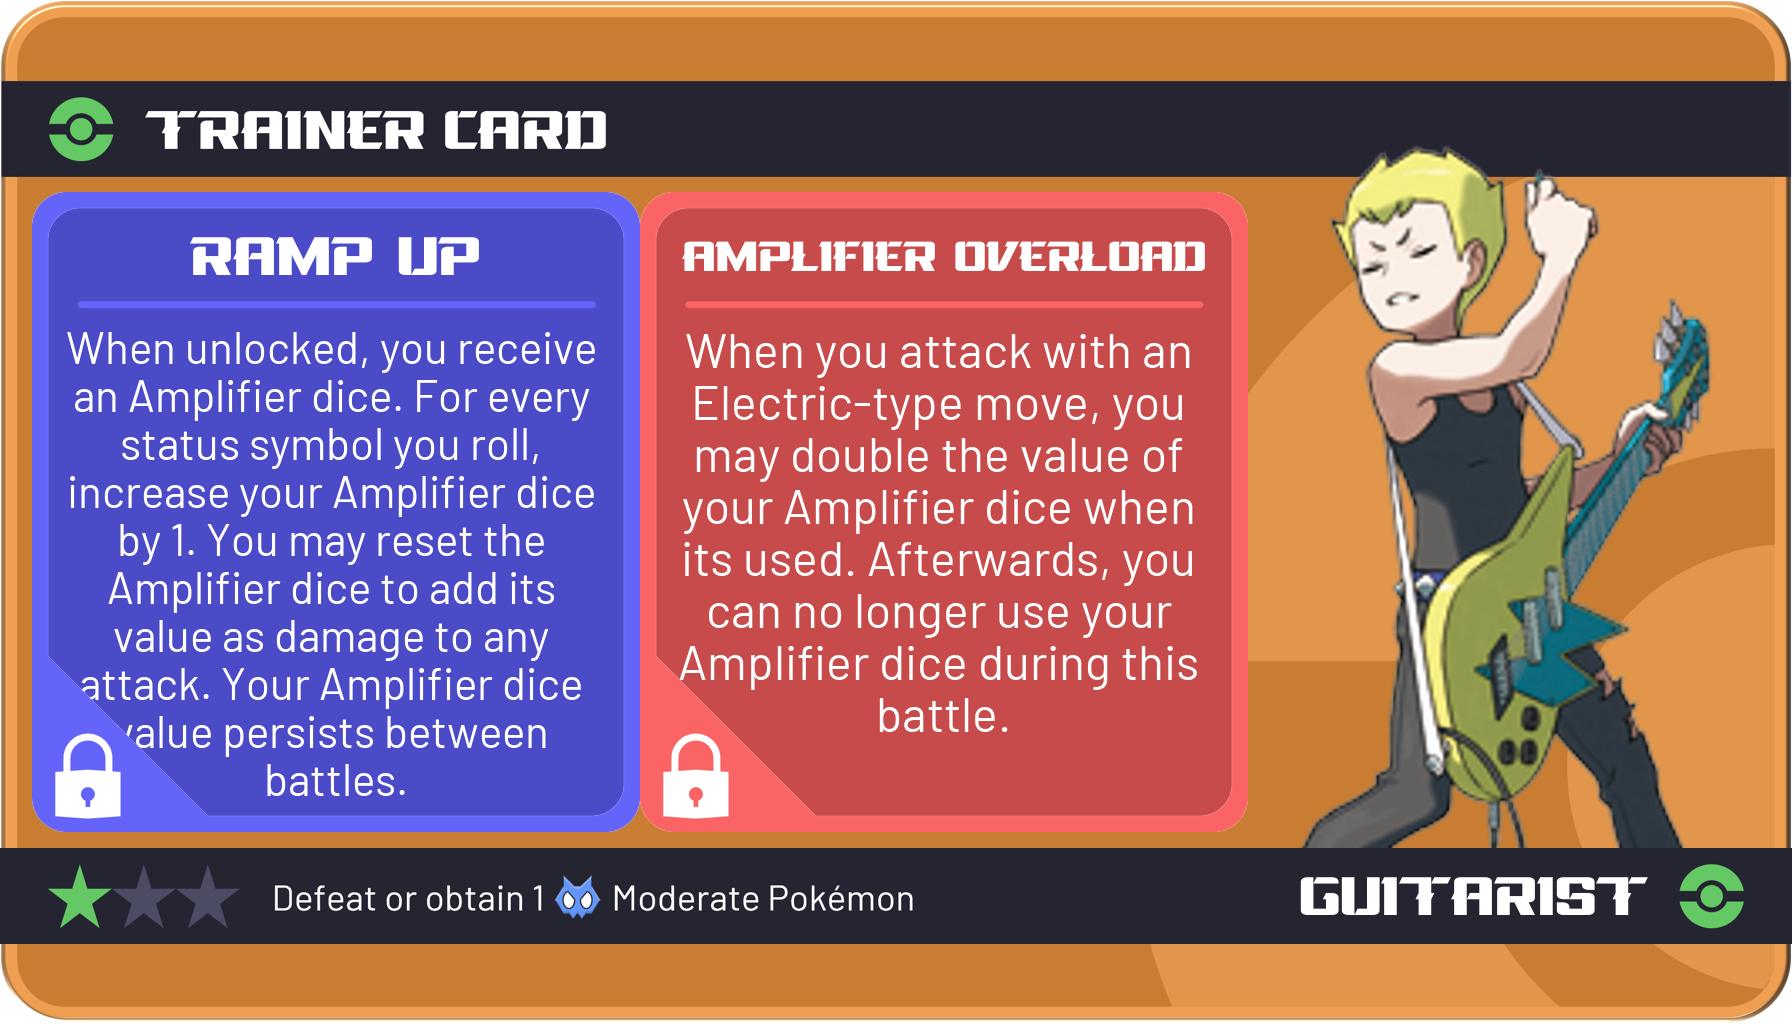 TRAINER CARD
RAMP UP
When unlocked, you receive
an Amplifier dice. For every
status symbol you roll,
increase your Amplifier dice
by 1. You may reset the
Amplifier dice to add its
value as damage to any
attack. Your Amplifier dice
value persists between
battles.
AMPLIFIER OVERLOAD
When you attack with an
Electric-type move, you
may double the value of
your Amplifier dice when
its used. Afterwards, you
can no longer use your
Amplifier dice during this
battle.
Defeat or obtain 1 Moderate Pokémon
GUITARIST